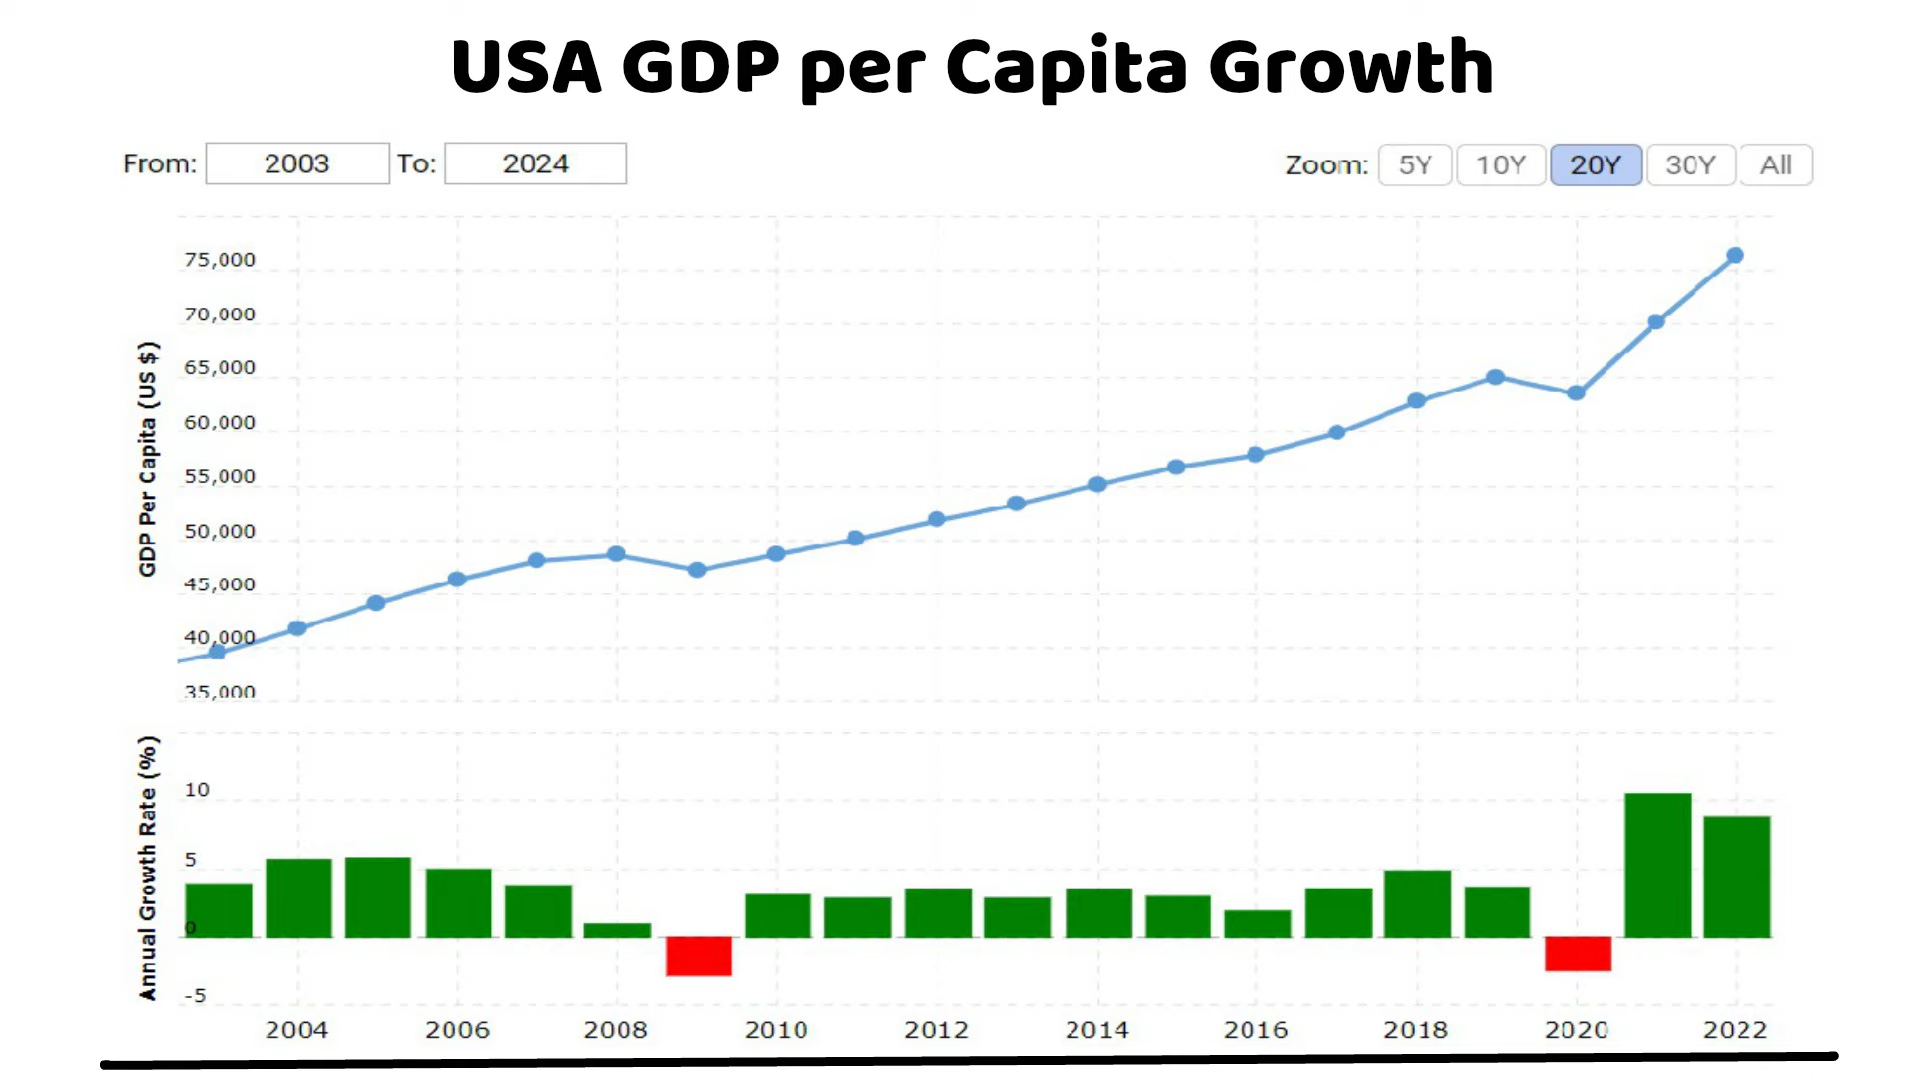 USA GDP per Capita Growth
From: 2003 To: 2024
Zoom: 5Y 10Y 20Y 30Y All
GDP Per Capita (US $)
75,000
70,000
65,000
60,000
55,000
50,000
45,000
40,000
35,000
Annual Growth Rate (%)
10
5
0
-5
2004 2006 2008 2010 2012 2014 2016 2018 2020 2022